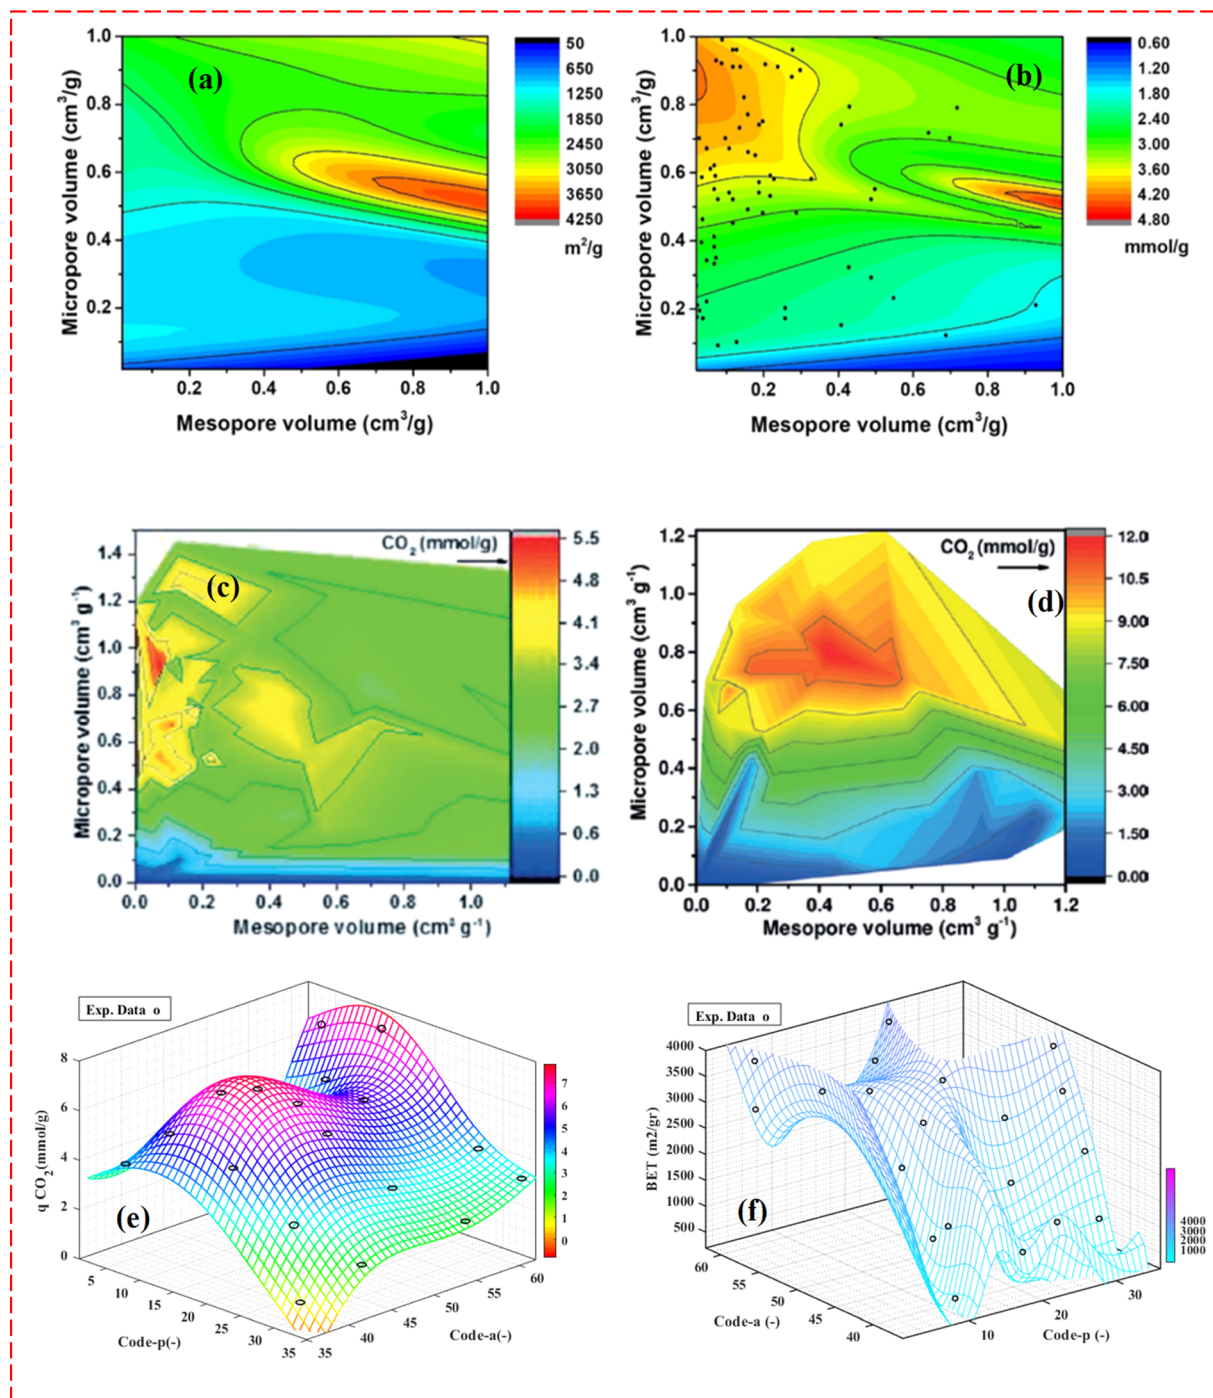 (a)
1.0
0.8
0.6
0.4
0.2
Micropore volume (cm³/g)
0.2 0.4 0.6 0.8 1.0
Mesopore volume (cm³/g)
50
650
1250
1850
2450
3050
3650
4250
m²/g
(b)
1.0
0.8
0.6
0.4
0.2
Micropore volume (cm³/g)
0.2 0.4 0.6 0.8 1.0
Mesopore volume (cm³/g)
0.60
1.20
1.80
2.40
3.00
3.60
4.20
4.80
mmol/g
(c)
CO₂ (mmol/g)
1.4
1.2
1.0
0.8
0.6
0.4
0.2
0.0
Micropore volume (cm³ g⁻¹)
0.0 0.2 0.4 0.6 0.8 1.0
Mesopore volume (cm³ g⁻¹)
5.5
4.8
4.1
3.4
2.7
2.0
1.3
0.6
0.0
(d)
CO₂ (mmol/g)
1.2
1.0
0.8
0.6
0.4
0.2
0.0
Micropore volume (cm³ g⁻¹)
0.0 0.2 0.4 0.6 0.8 1.0 1.2
Mesopore volume (cm³ g⁻¹)
12.0
10.5
9.00
7.50
6.00
4.50
3.00
1.50
0.00
Exp. Data o
(e)
8
6
4
2
0
q CO₂(mmol/g)
5 10 15 20 25 30 35
Code-p(-)
35 40 45 50 55 60
Code-a(-)
7
6
5
4
3
2
1
0
Exp. Data o
(f)
4000
3500
3000
2500
2000
1500
1000
500
BET (m2/gr)
60 55 50 45 40
Code-a (-)
10 20 30
Code-p (-)
4000
3000
2000
1000